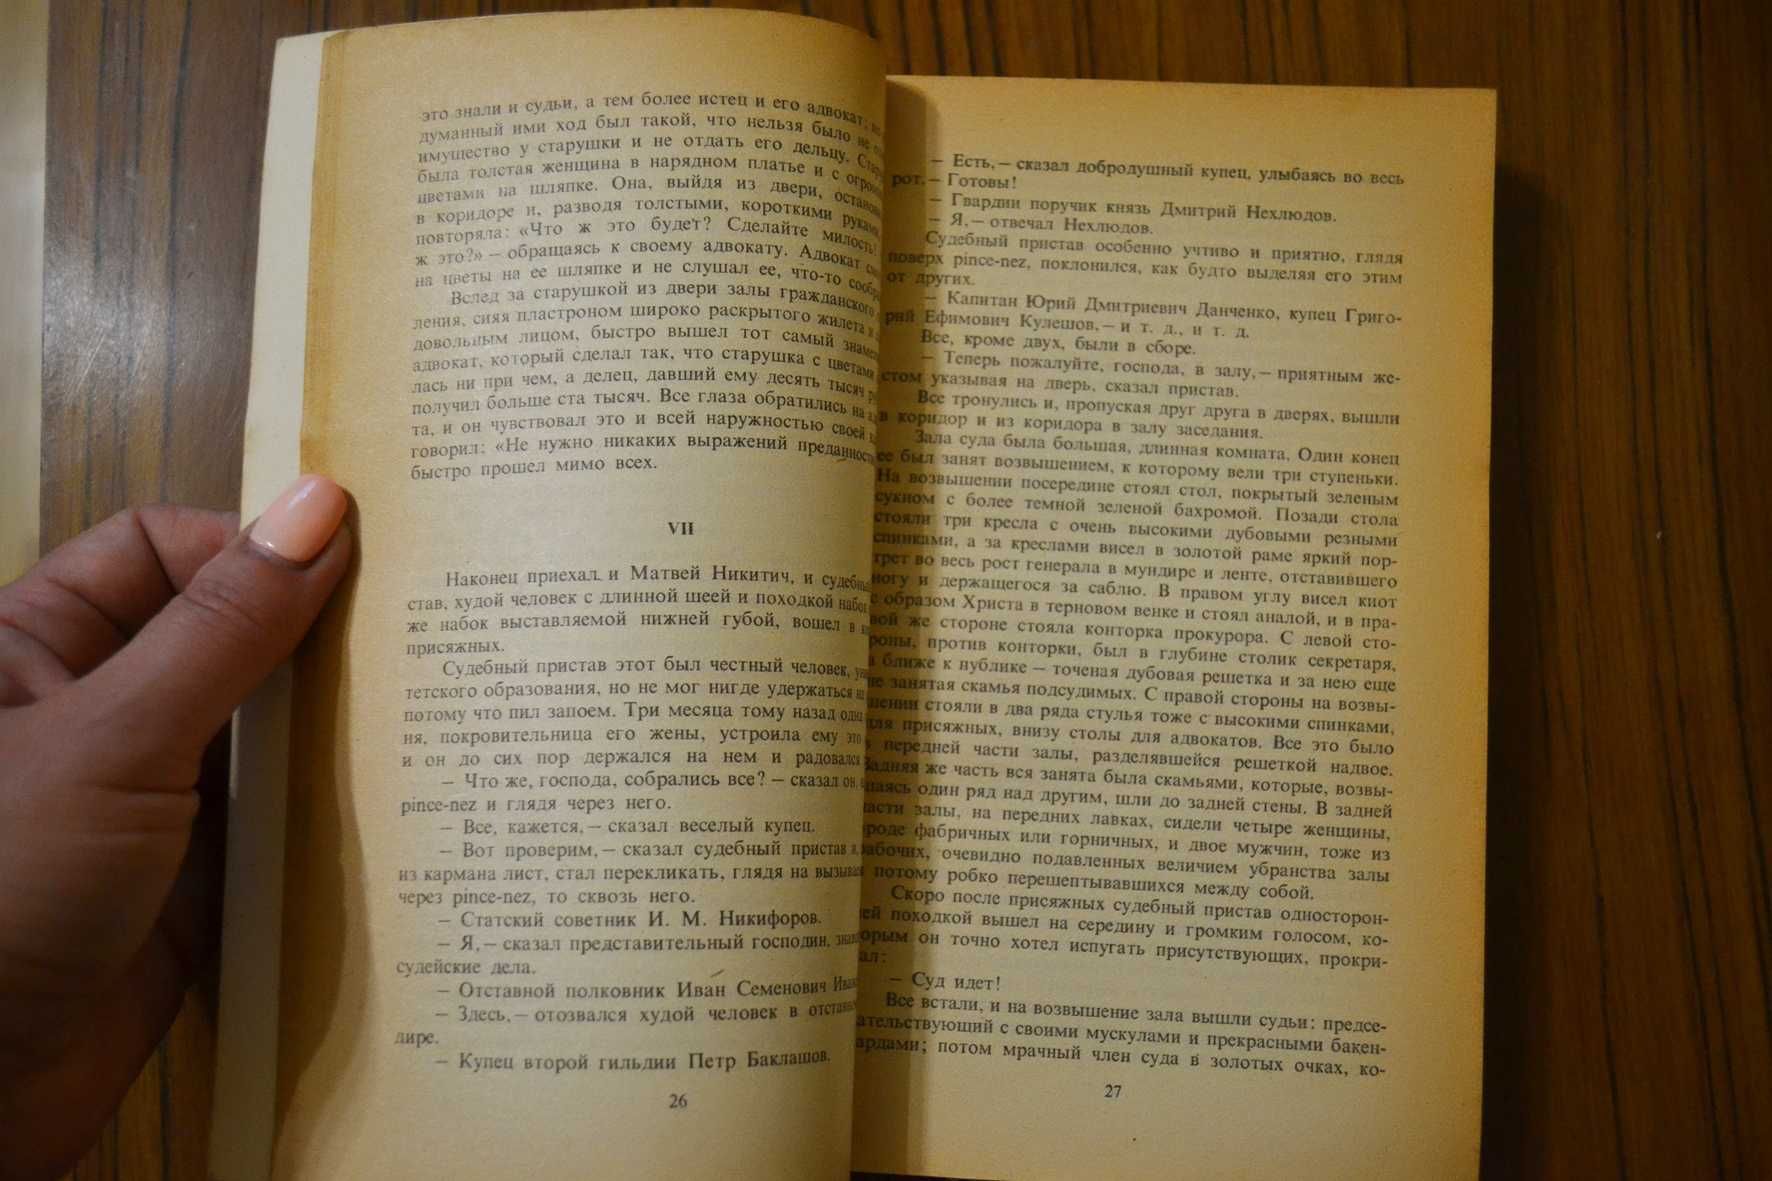 это знали и судьи, а тем более истец и его адвокат;
думанный ими ход был такой, что нельзя было не
имущество у старушки и не отдать его дельцу.
была толстая женщина в нарядном платье и с
цветами на шляпке. Она, выйдя из двери,
в коридоре и, разводя толстыми, короткими руками,
повторяла: «Что ж это будет? Сделайте милость!
ж это?» – обращаясь к своему адвокату. Адвокат
на цветы на ее шляпке и не слушал ее, что-то
Вслед за старушкой из двери залы гражданского
ления, сияя пластроном широко раскрытого жилета и
довольным лицом, быстро вышел тот самый
адвокат, который сделал так, что старушка с цветами
лась ни при чем, а делец, давший ему десять тысяч
получил больше ста тысяч. Все глаза обратились на
та, и он чувствовал это и всей наружностью своей
говорил: «Не нужно никаких выражений преданности
быстро прошел мимо всех.
VII
Наконец приехал и Матвей Никитич, и
став, худой человек с длинной шеей и походкой набок
же набок выставляемой нижней губой, вошел в
присяжных.
Судебный пристав этот был честный человек,
тетского образования, но не мог нигде удержаться
потому что пил запоем. Три месяца тому назад
ня, покровительница его жены, устроила ему это
и он до сих пор держался на нем и радовался
– Что же, господа, собрались все? – сказал он,
pince-nez и глядя через него.
– Все, кажется, – сказал веселый купец.
– Вот проверим, – сказал судебный пристав и,
из кармана лист, стал перекликать, глядя на
через pince-nez, то сквозь него.
– Статский советник И. М. Никифоров.
– Я, – сказал представительный господин,
судейские дела.
– Отставной полковник Иван Семенович
– Здесь, – отозвался худой человек в
дире.
– Купец второй гильдии Петр Баклашов.
26
– Есть, – сказал добродушный купец, улыбаясь во весь
рот. – Готовы!
– Гвардии поручик князь Дмитрий Нехлюдов.
– Я, – отвечал Нехлюдов.
Судебный пристав особенно учтиво и приятно, глядя
поверх pince-nez, поклонился, как будто выделяя его этим
от других.
– Капитан Юрий Дмитриевич Данченко, купец Григо-
рий Ефимович Кулешов, – и т. д., и т. д.
Все, кроме двух, были в сборе.
– Теперь пожалуйте, господа, в залу, – приятным же-
стом указывая на дверь, сказал пристав.
Все тронулись и, пропуская друг друга в дверях, вышли
в коридор и из коридора в залу заседания.
Зала суда была большая, длинная комната. Один конец
ее был занят возвышением, к которому вели три ступеньки.
На возвышении посередине стоял стол, покрытый зеленым
сукном с более темной зеленой бахромой. Позади стола
стояли три кресла с очень высокими дубовыми резными
спинками, а за креслами висел в золотой раме яркий пор-
трет во весь рост генерала в мундире и ленте, отставившего
ногу и держащегося за саблю. В правом углу висел киот
с образом Христа в терновом венке и стоял аналой, и в пра-
вой же стороне стояла конторка прокурора. С левой сто-
роны, против конторки, был в глубине столик секретаря,
а ближе к публике – точеная дубовая решетка и за нею еще
не занятая скамья подсудимых. С правой стороны на возвы-
шении стояли в два ряда стулья тоже с высокими спинками,
для присяжных, внизу столы для адвокатов. Все это было
в передней части залы, разделявшейся решеткой надвое.
Задняя же часть вся занята была скамьями, которые, возвы-
шаясь один ряд над другим, шли до задней стены. В задней
части залы, на передних лавках, сидели четыре женщины,
вроде фабричных или горничных, и двое мужчин, тоже из
рабочих, очевидно подавленных величием убранства залы
и потому робко перешептывавшихся между собой.
Скоро после присяжных судебный пристав односторон-
ней походкой вышел на середину и громким голосом, ко-
торым он точно хотел испугать присутствующих, прокри-
чал:
– Суд идет!
Все встали, и на возвышение зала вышли судьи: предсе-
дательствующий с своими мускулами и прекрасными бакен-
бардами; потом мрачный член суда в золотых очках, ко-
27